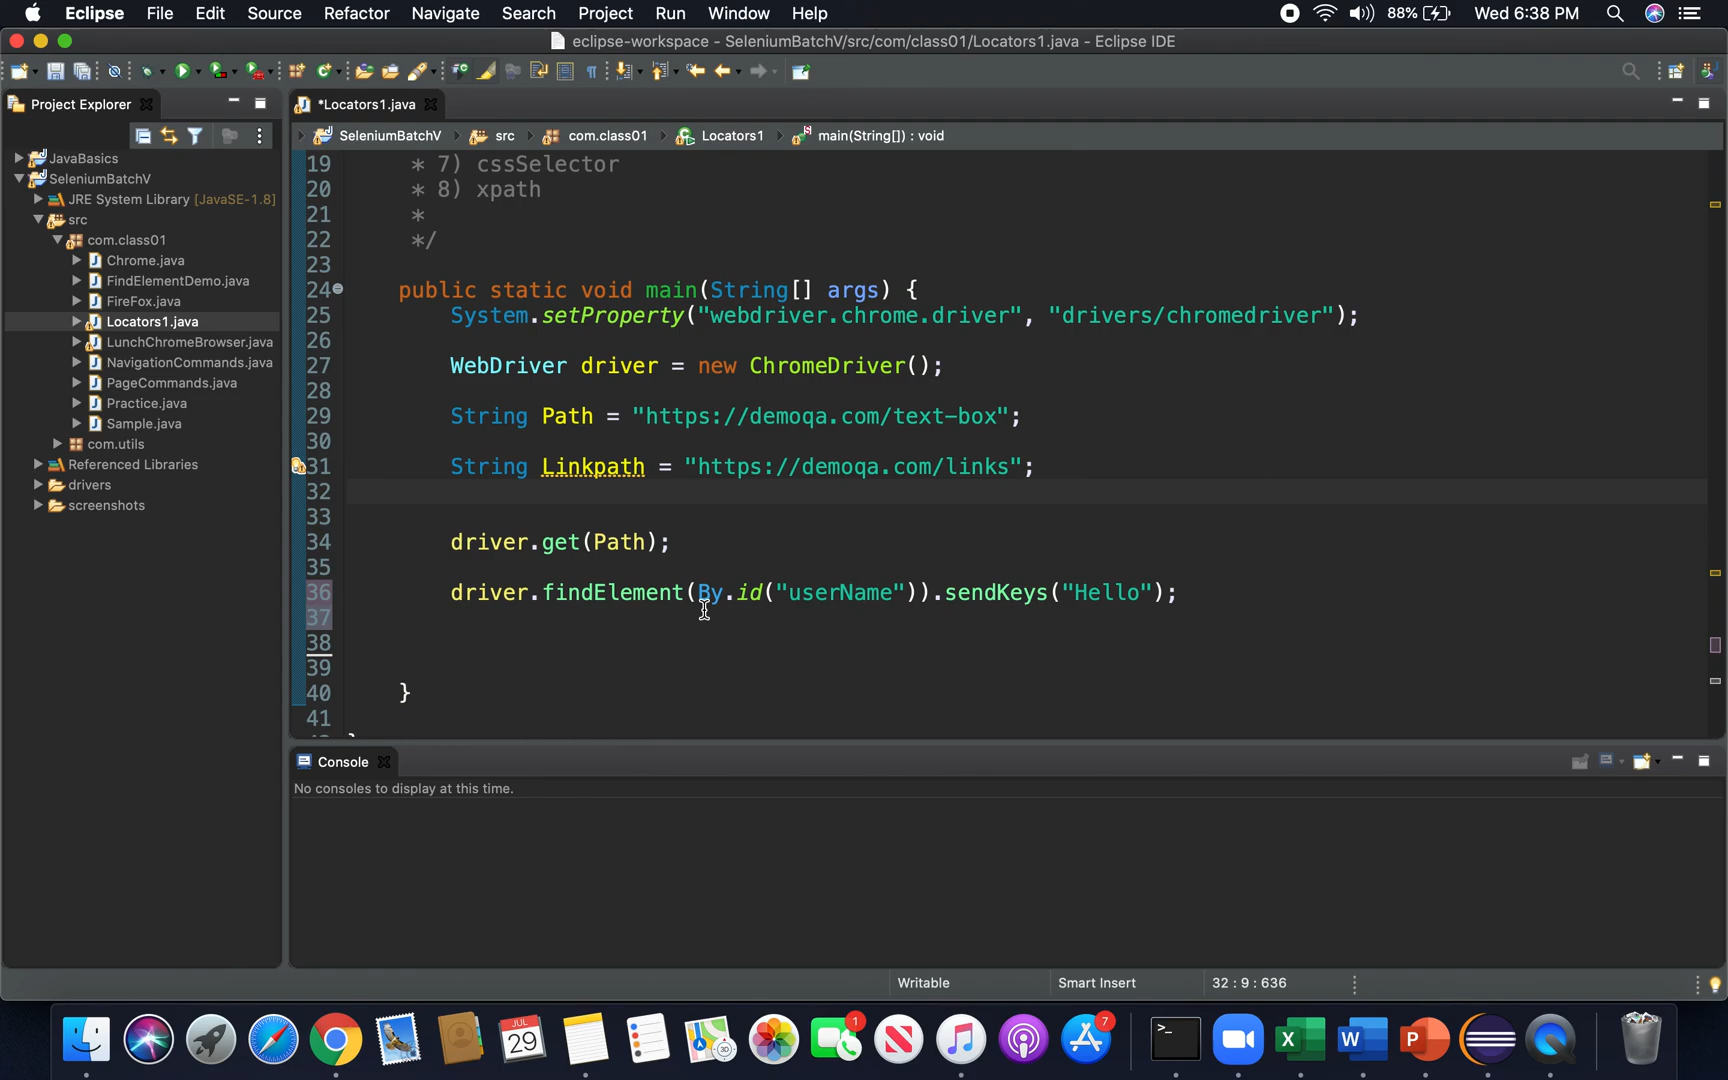 Eclipse File Edit Source Refactor Navigate Search Project Run Window Help 88% Wed 6:38 PM
eclipse-workspace - SeleniumBatchV/src/com/class01/Locators1.java - Eclipse IDE
Project Explorer
JavaBasics
SeleniumBatchV
JRE System Library [JavaSE-1.8]
src
com.class01
Chrome.java
FindElementDemo.java
FireFox.java
Locators1.java
LunchChromeBrowser.java
NavigationCommands.java
PageCommands.java
Practice.java
Sample.java
com.utils
Referenced Libraries
drivers
screenshots
*Locators1.java
SeleniumBatchV src com.class01 Locators1 main(String[]) : void
19 * 7) cssSelector
20 * 8) xpath
21 *
22 */
23
24 public static void main(String[] args) {
25 System.setProperty("webdriver.chrome.driver", "drivers/chromedriver");
26
27 WebDriver driver = new ChromeDriver();
28
29 String Path = "https://demoqa.com/text-box";
30
31 String Linkpath = "https://demoqa.com/links";
32
33
34 driver.get(Path);
35
36 driver.findElement(By.id("userName")).sendKeys("Hello");
37
38
39
40 }
41
Console
No consoles to display at this time.
Writable Smart Insert 32 : 9 : 636
JUL
29
3D
1
7
>_
X
W
P